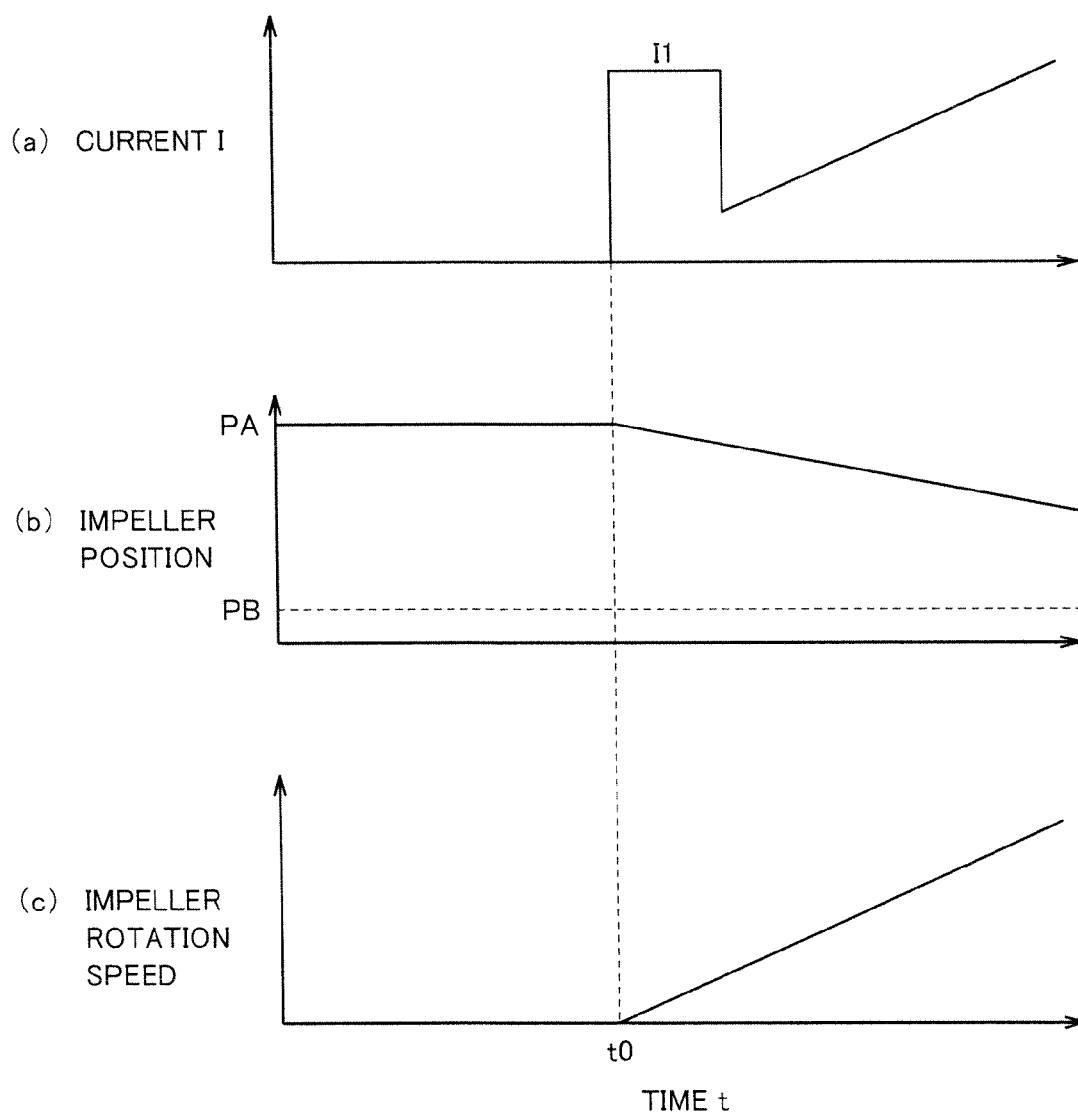 I1
(a) CURRENT I
PA
(b) IMPELLER
POSITION
PB
(c) IMPELLER
ROTATION
SPEED
t0
TIME t